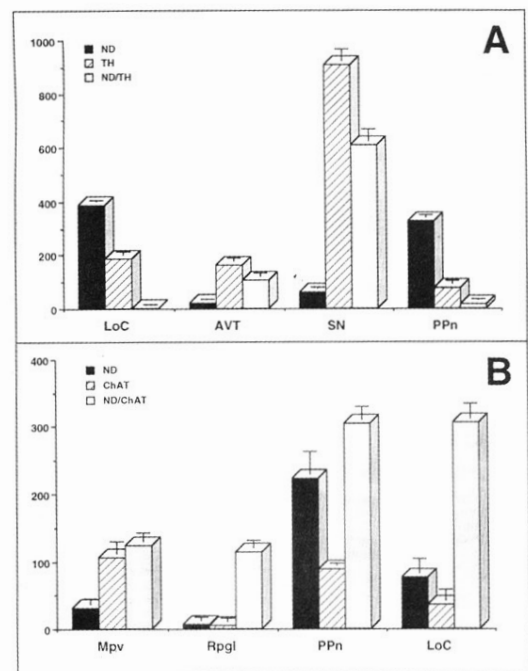 A
1000
ND
TH
ND/TH
800
600
400
200
0
LoC AVT SN PPn
B
400
ND
ChAT
ND/ChAT
300
200
100
0
Mpv Rpgl PPn LoC